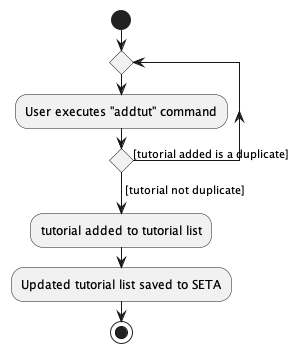 User executes "addtut" command
[tutorial added is a duplicate]
[tutorial not duplicate]
tutorial added to tutorial list
Updated tutorial list saved to SETA